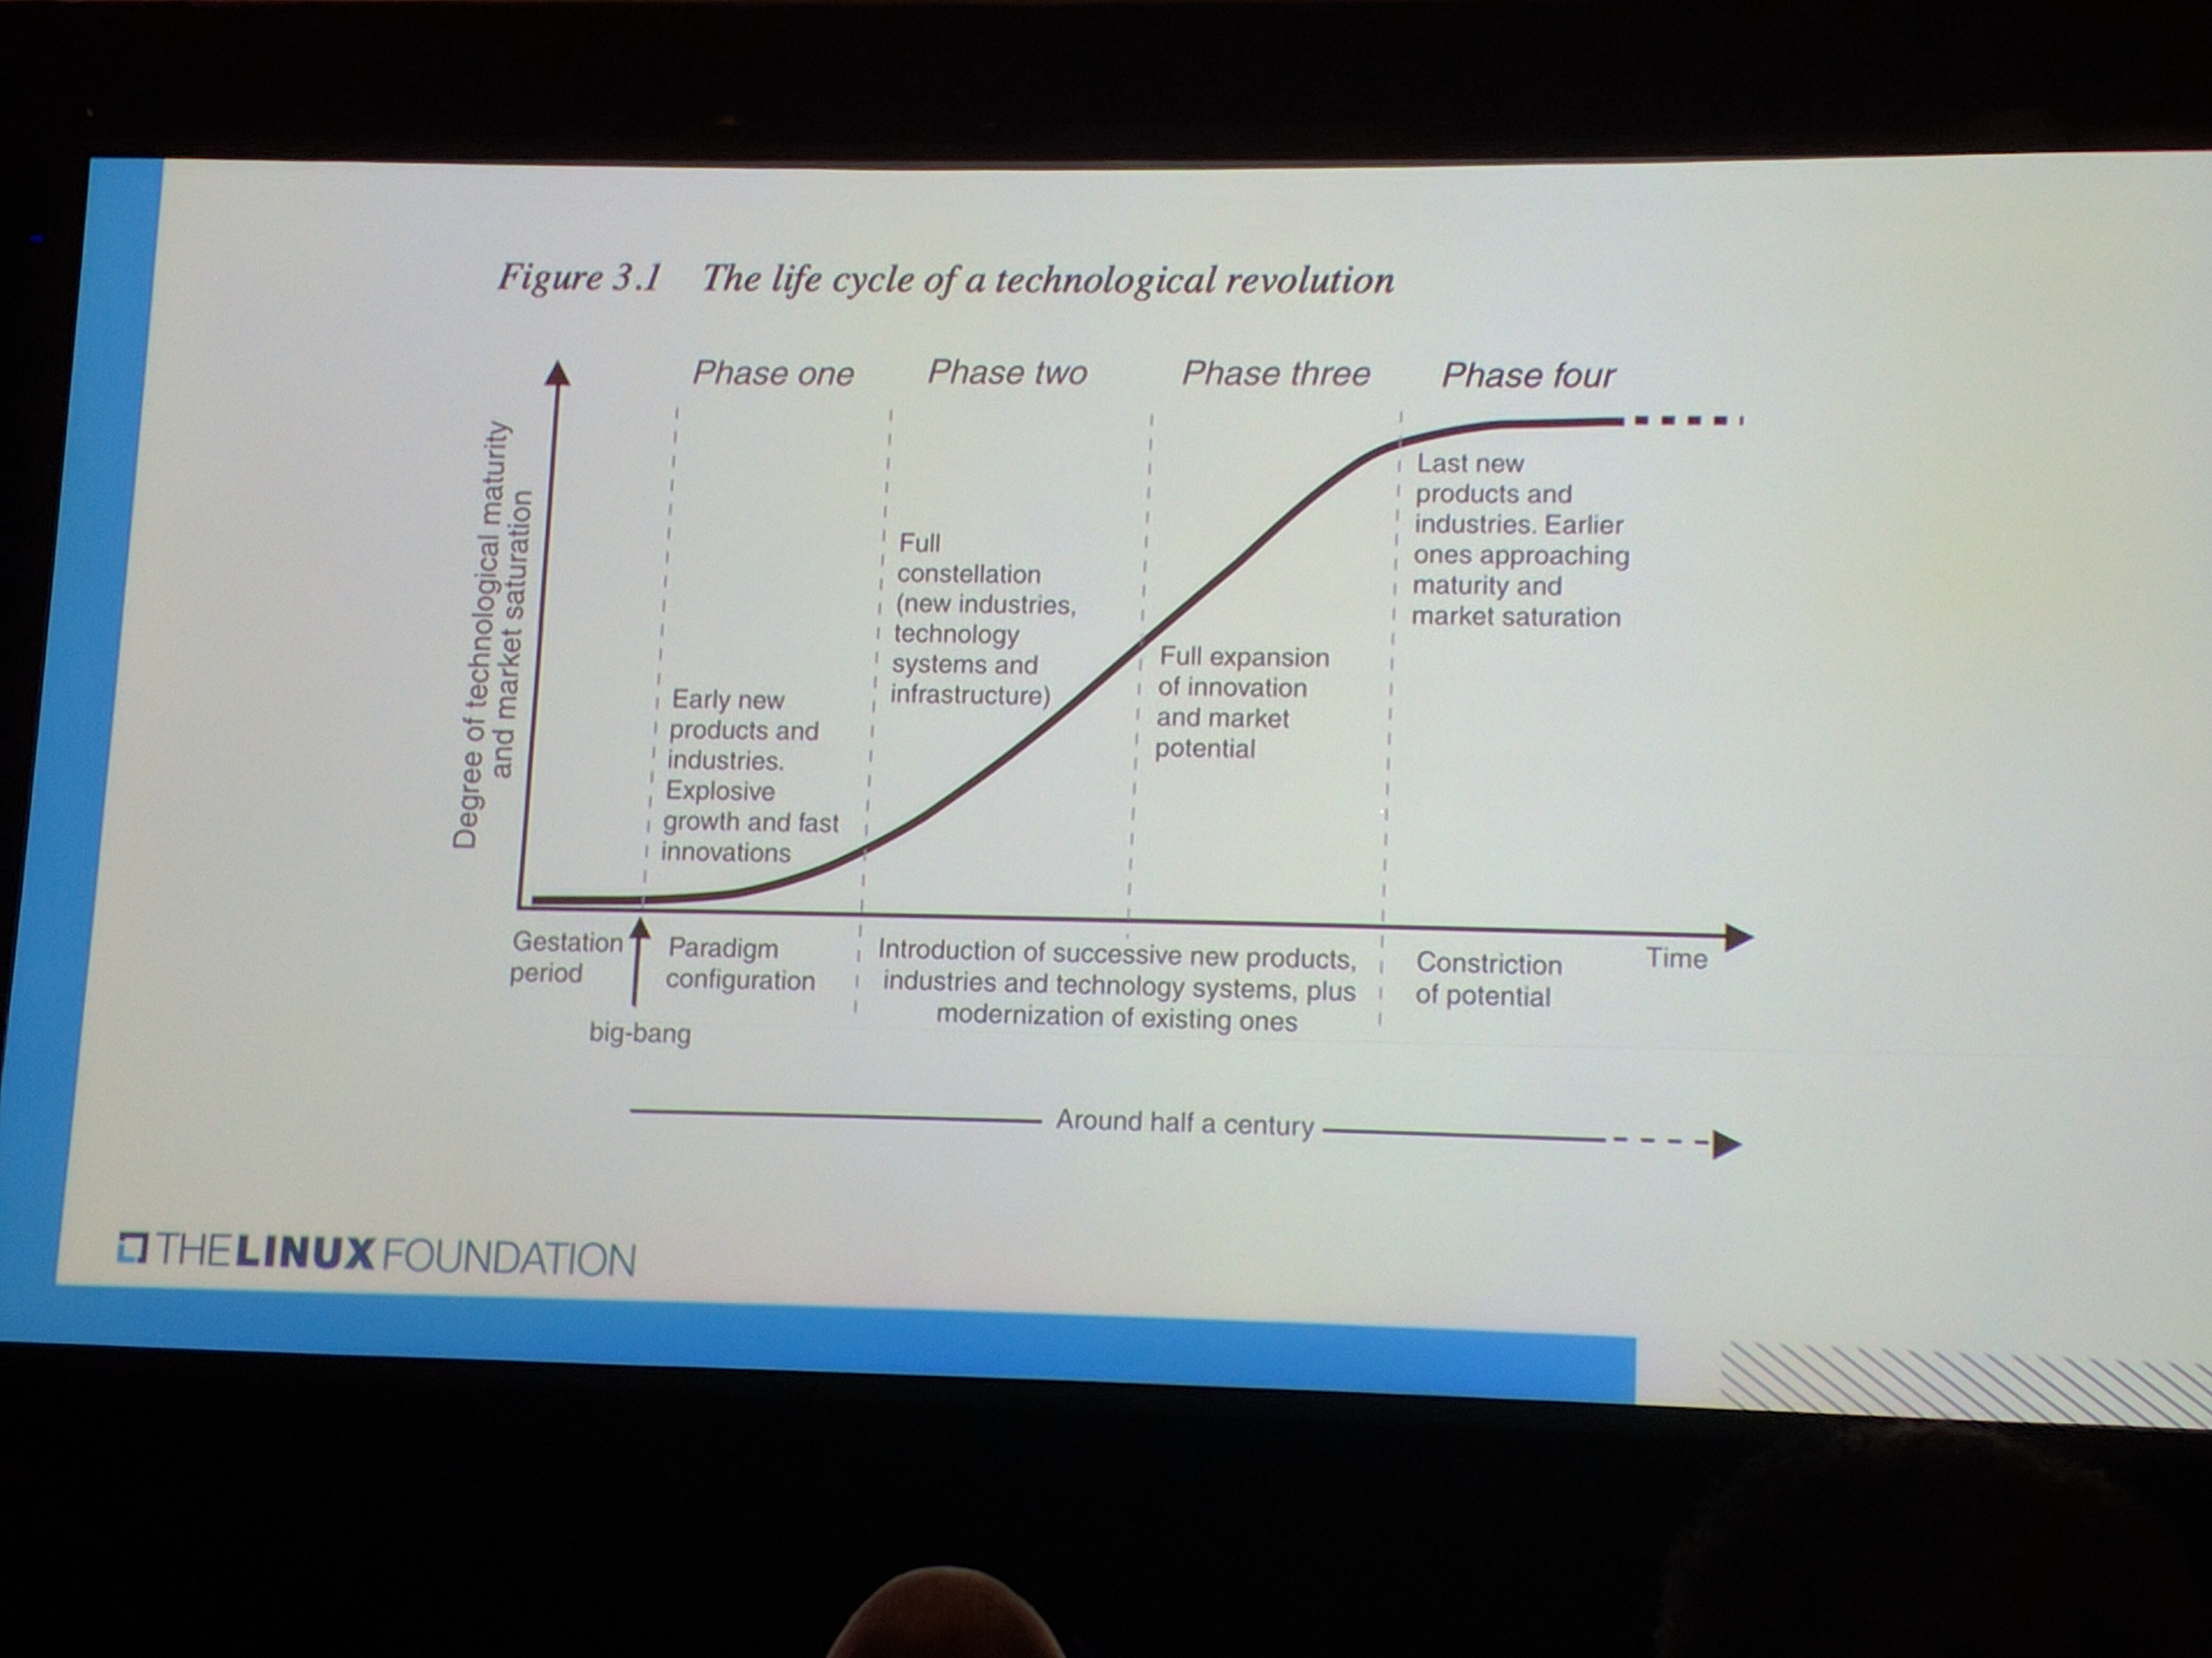 Figure 3.1 The life cycle of a technological revolution
Phase one
Phase two
Phase three
Phase four
Degree of technological maturity
and market saturation
Early new
products and
industries.
Explosive
growth and fast
innovations
Full
constellation
(new industries,
technology
systems and
infrastructure)
Full expansion
of innovation
and market
potential
Last new
products and
industries. Earlier
ones approaching
maturity and
market saturation
Gestation
period
big-bang
Paradigm
configuration
Introduction of successive new products,
industries and technology systems, plus
modernization of existing ones
Constriction
of potential
Time
Around half a century
THE LINUX FOUNDATION